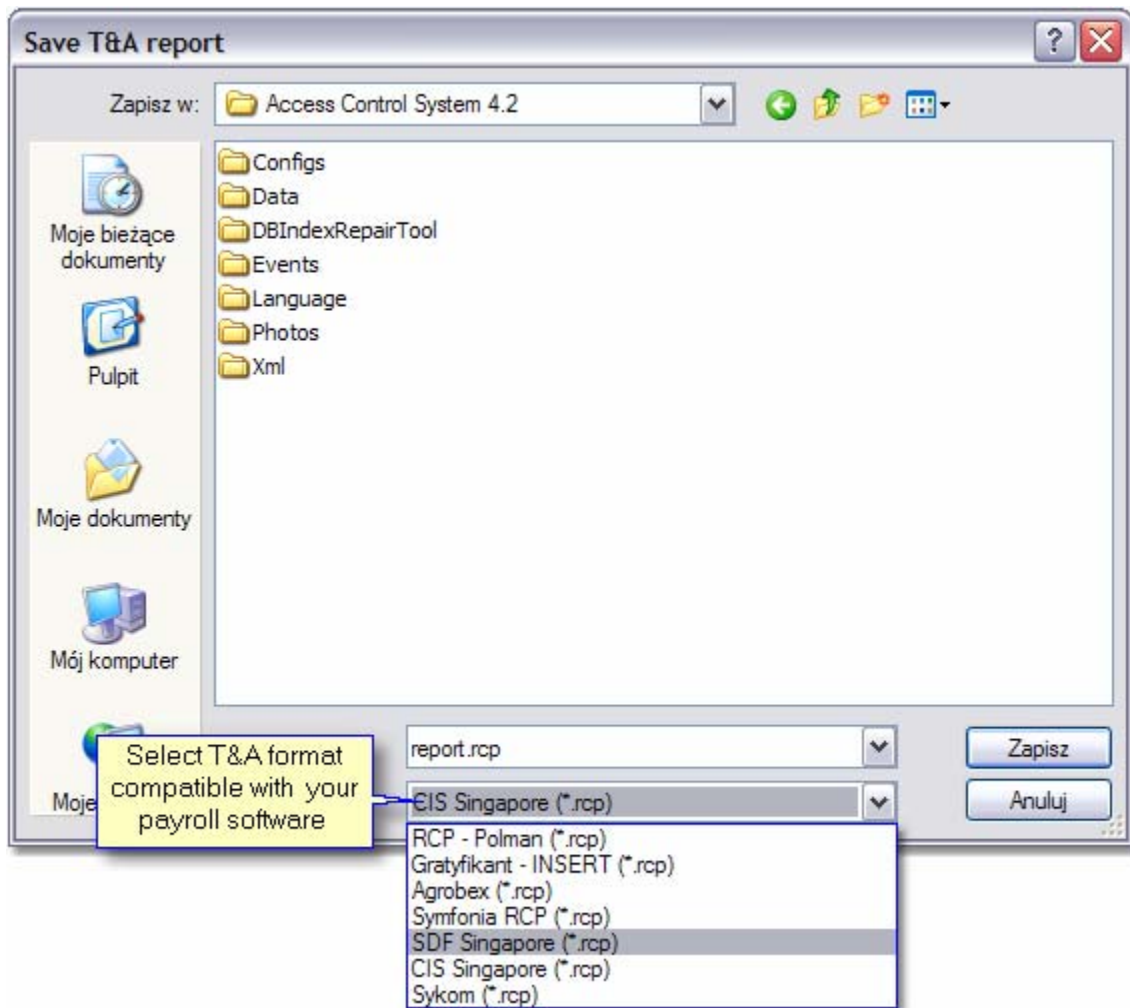 Save T&A report
Zapisz w:
Access Control System 4.2
Configs
Data
DBIndexRepairTool
Events
Language
Photos
Xml
Moje bieżące
dokumenty
Pulpit
Moje dokumenty
Mój komputer
Moje
Select T&A format
compatible with your
payroll software
report.rcp
Zapisz
CIS Singapore (*.rcp)
Anuluj
RCP - Polman (*.rcp)
Gratyfikant - INSERT (*.rcp)
Agrobex (*.rcp)
Symfonia RCP (*.rcp)
SDF Singapore (*.rcp)
CIS Singapore (*.rcp)
Sykom (*.rcp)